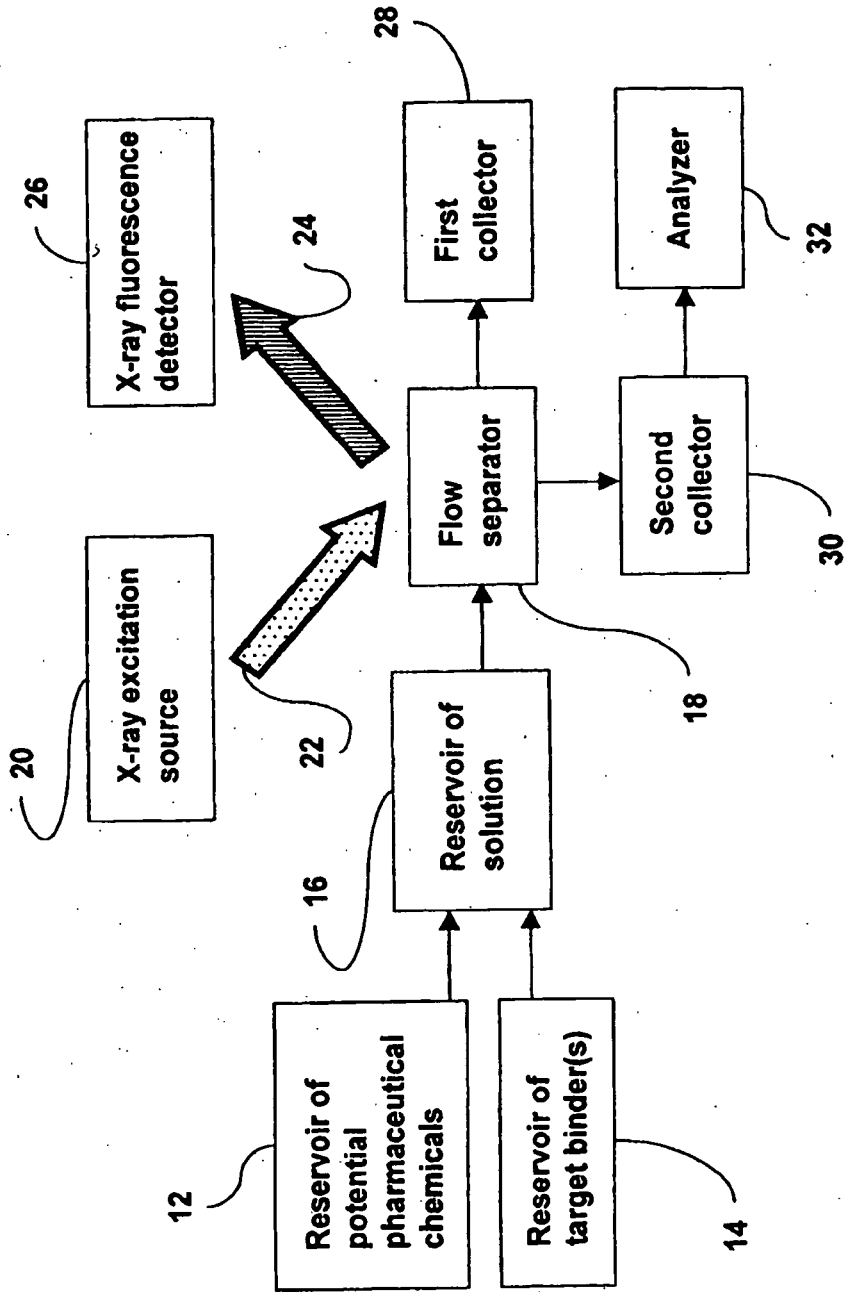 20
X-ray excitation
source
22
26
X-ray fluorescence
detector
24
12
Reservoir of
potential
pharmaceutical
chemicals
14
Reservoir of
target binder(s)
16
Reservoir of
solution
18
Flow
separator
28
First
collector
30
Second
collector
Analyzer
32